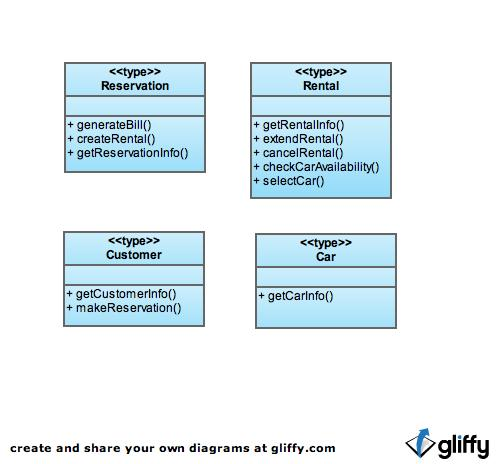 <<type>>
Reservation
+ generateBill()
+ createRental()
+ getReservationInfo()
<<type>>
Rental
+ getRentalInfo()
+ extendRental()
+ cancelRental()
+ checkCarAvailability()
+ selectCar()
<<type>>
Customer
+ getCustomerInfo()
+ makeReservation()
<<type>>
Car
+ getCarInfo()
create and share your own diagrams at gliffy.com
gliffy